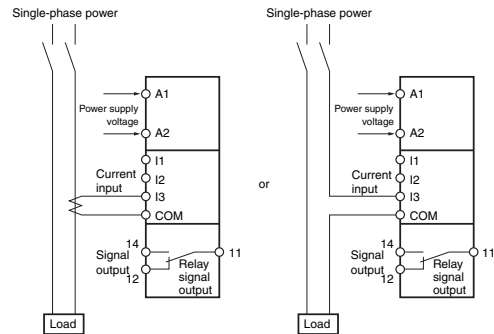 Single-phase power
A1
Power supply
voltage
A2
I1
I2
Current
input
I3
COM
14
Signal
output
12
11
Relay
signal
output
Load
or
Single-phase power
A1
Power supply
voltage
A2
I1
I2
Current
input
I3
COM
14
Signal
output
12
11
Relay
signal
output
Load